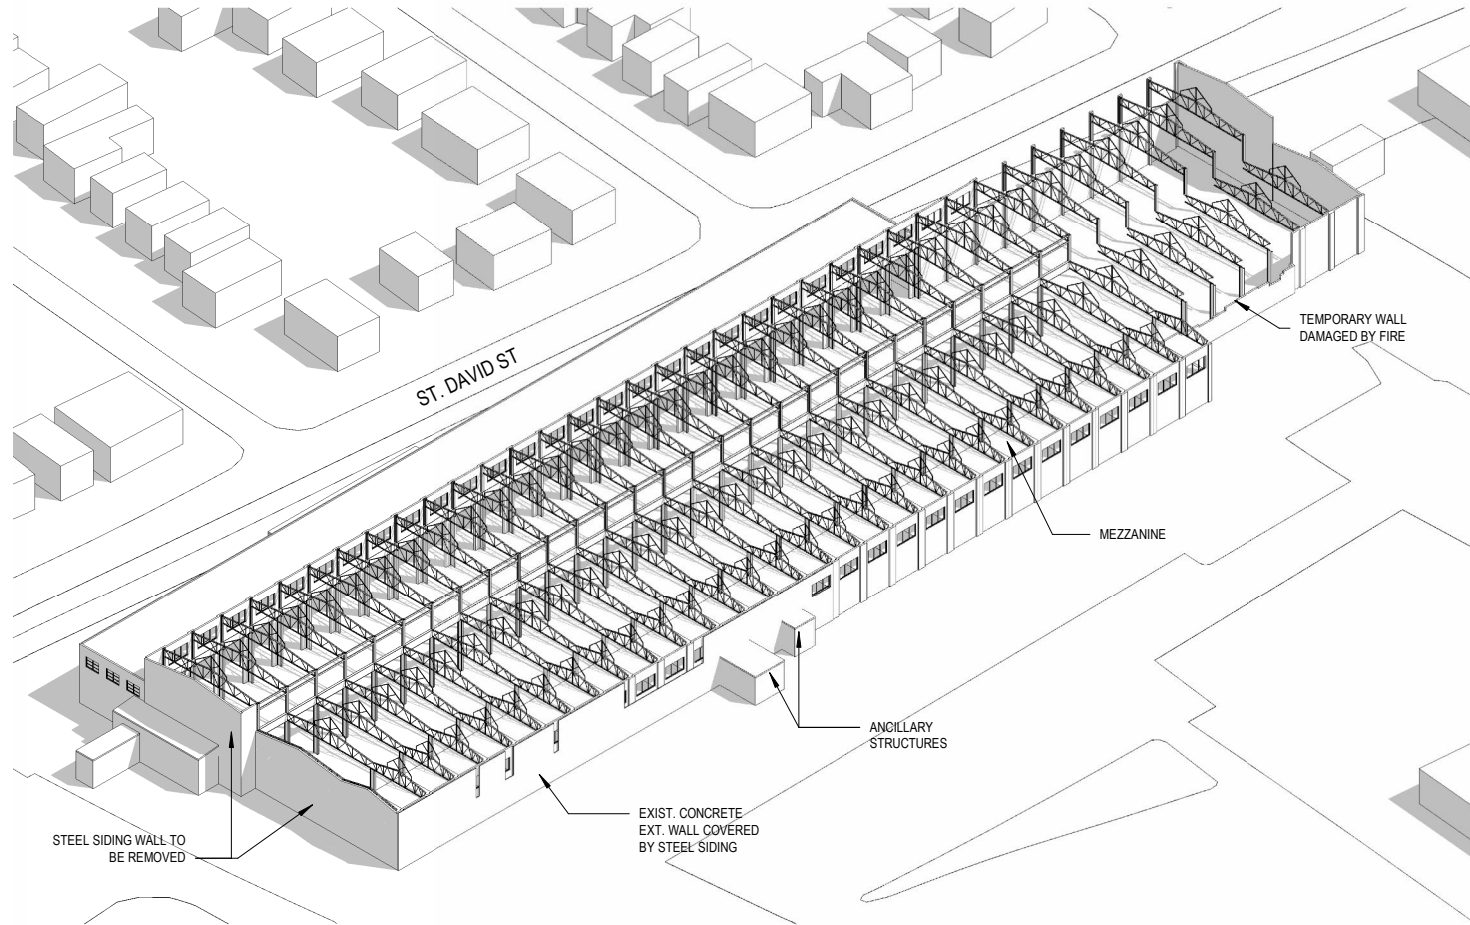 TEMPORARY WALL
DAMAGED BY FIRE
ST. DAVID ST
MEZZANINE
ANCILLARY
STRUCTURES
EXIST. CONCRETE
EXT. WALL COVERED
BY STEEL SIDING
STEEL SIDING WALL TO
BE REMOVED